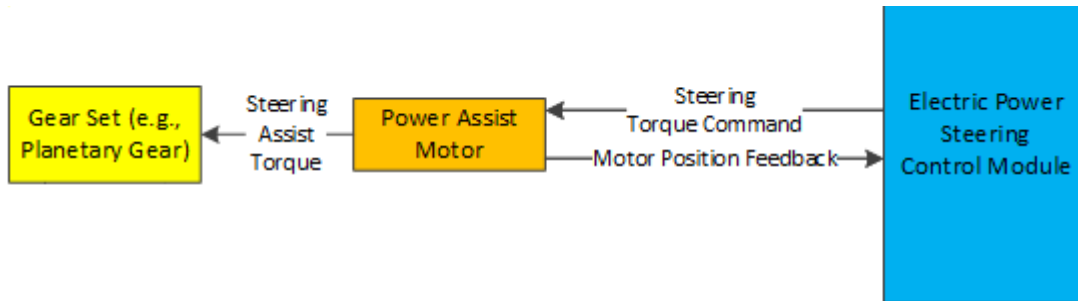 Gear Set (e.g.,
Planetary Gear)
Steering
Assist
Torque
Power Assist
Motor
Steering
Torque Command
Motor Position Feedback
Electric Power
Steering
Control Module